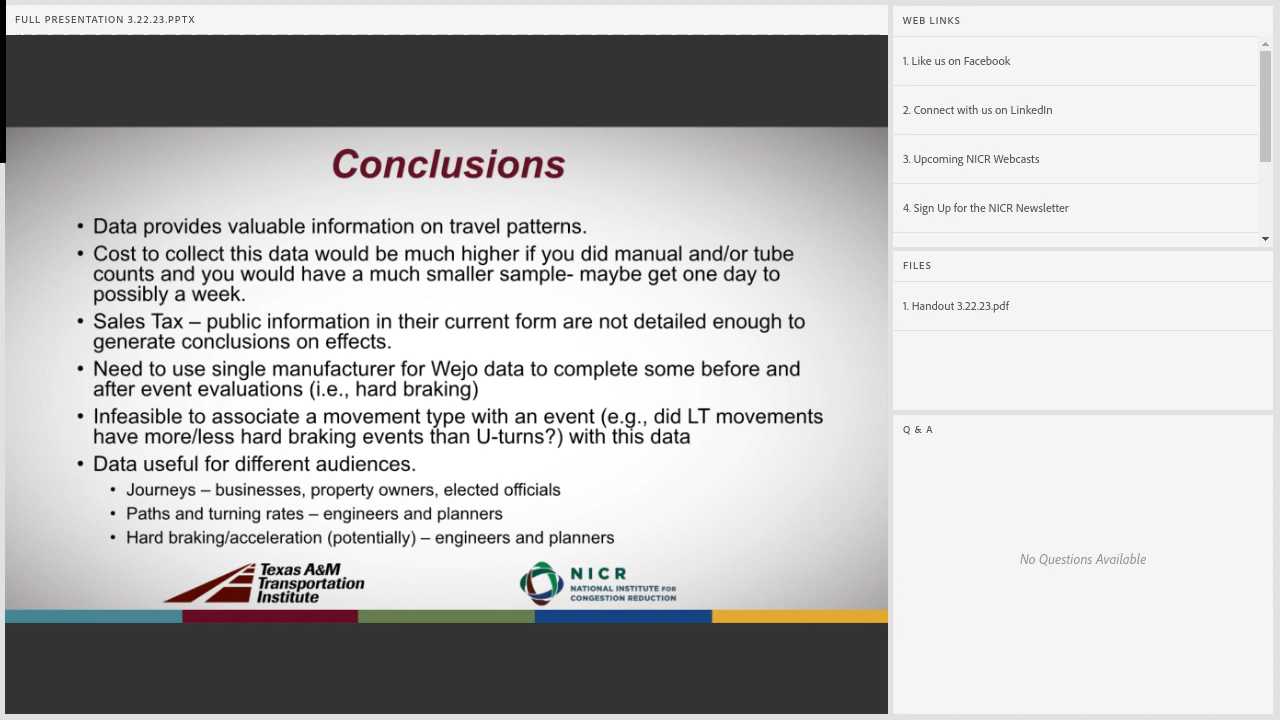 FULL PRESENTATION 3.22.23.PPTX
Conclusions
• Data provides valuable information on travel patterns.
• Cost to collect this data would be much higher if you did manual and/or tube
counts and you would have a much smaller sample- maybe get one day to
possibly a week.
• Sales Tax – public information in their current form are not detailed enough to
generate conclusions on effects.
• Need to use single manufacturer for Wejo data to complete some before and
after event evaluations (i.e., hard braking)
• Infeasible to associate a movement type with an event (e.g., did LT movements
have more/less hard braking events than U-turns?) with this data
• Data useful for different audiences.
• Journeys – businesses, property owners, elected officials
• Paths and turning rates – engineers and planners
• Hard braking/acceleration (potentially) – engineers and planners
Texas A&M
Transportation
Institute
NICR
NATIONAL INSTITUTE FOR
CONGESTION REDUCTION
WEB LINKS
1. Like us on Facebook
2. Connect with us on LinkedIn
3. Upcoming NICR Webcasts
4. Sign Up for the NICR Newsletter
FILES
1. Handout 3.22.23.pdf
Q & A
No Questions Available